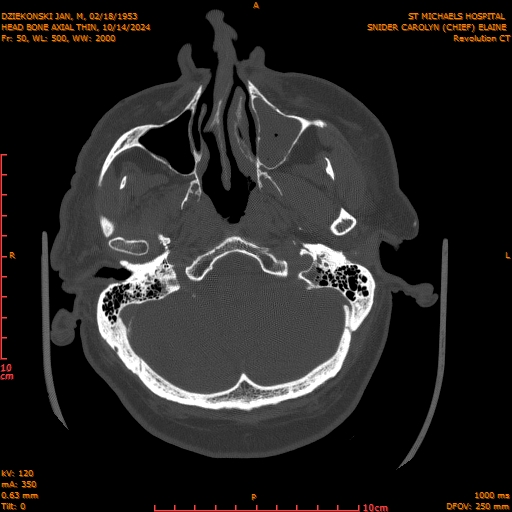 DZIEKONSKI JAN, M, 02/18/1953
HEAD BONE AXIAL THIN, 10/14/2024
Fr: 50, WL: 500, WW: 2000
A
ST MICHAELS HOSPITAL
SNIDER CAROLYN (CHIEF) ELAINE
Revolution CT
R
L
10
cm
kV: 120
mA: 350
0.63 mm
Tilt: 0
P
10cm
1000 ms
DFOV: 250 mm